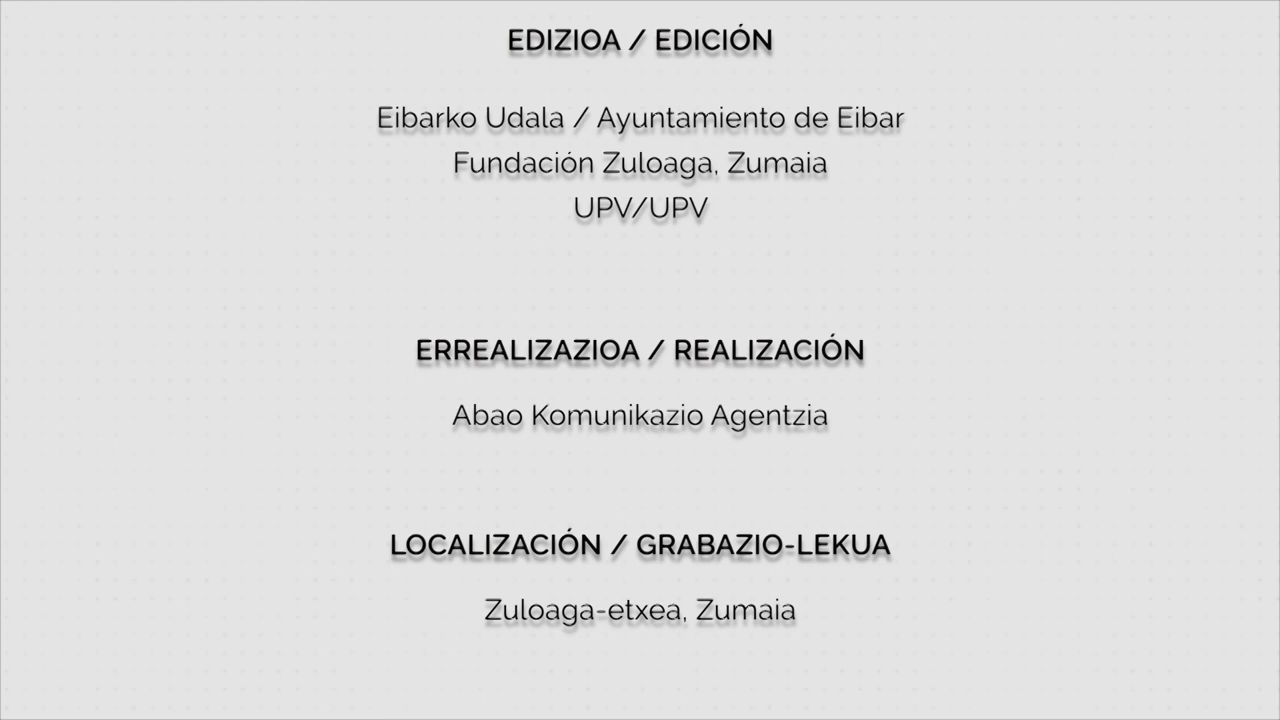 EDIZIOA / EDICIÓN
Eibarko Udala / Ayuntamiento de Eibar
Fundación Zuloaga, Zumaia
UPV/UPV
ERREALIZAZIOA / REALIZACIÓN
Abao Komunikazio Agentzia
LOCALIZACIÓN / GRABAZIO-LEKUA
Zuloaga-etxea, Zumaia